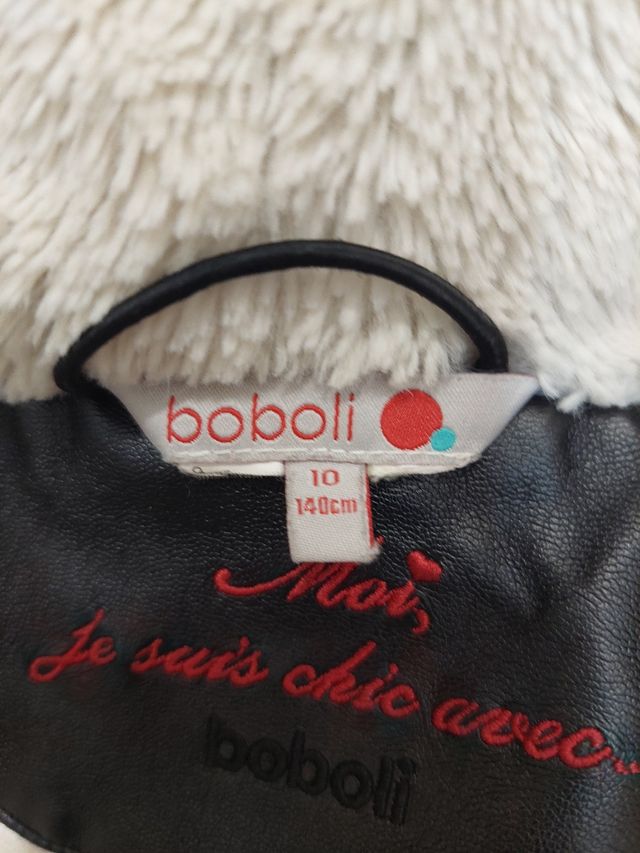 boboli
10
140cm
Moi,
Je suis chic avec...
boboli